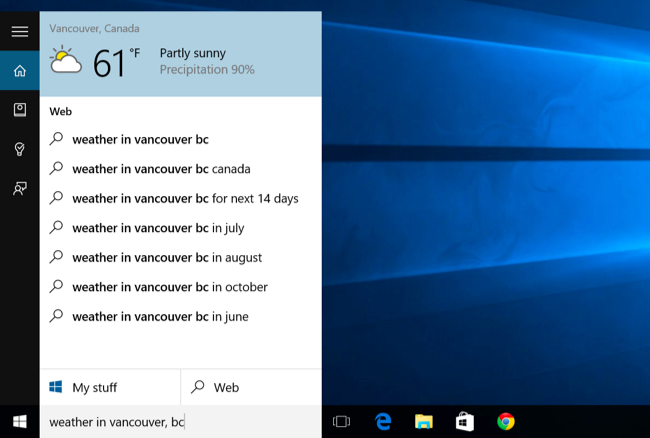 Vancouver, Canada
61 °F
Partly sunny
Precipitation 90%
Web
weather in vancouver bc
weather in vancouver bc canada
weather in vancouver bc for next 14 days
weather in vancouver bc in july
weather in vancouver bc in august
weather in vancouver bc in october
weather in vancouver bc in june
My stuff
Web
weather in vancouver, bc